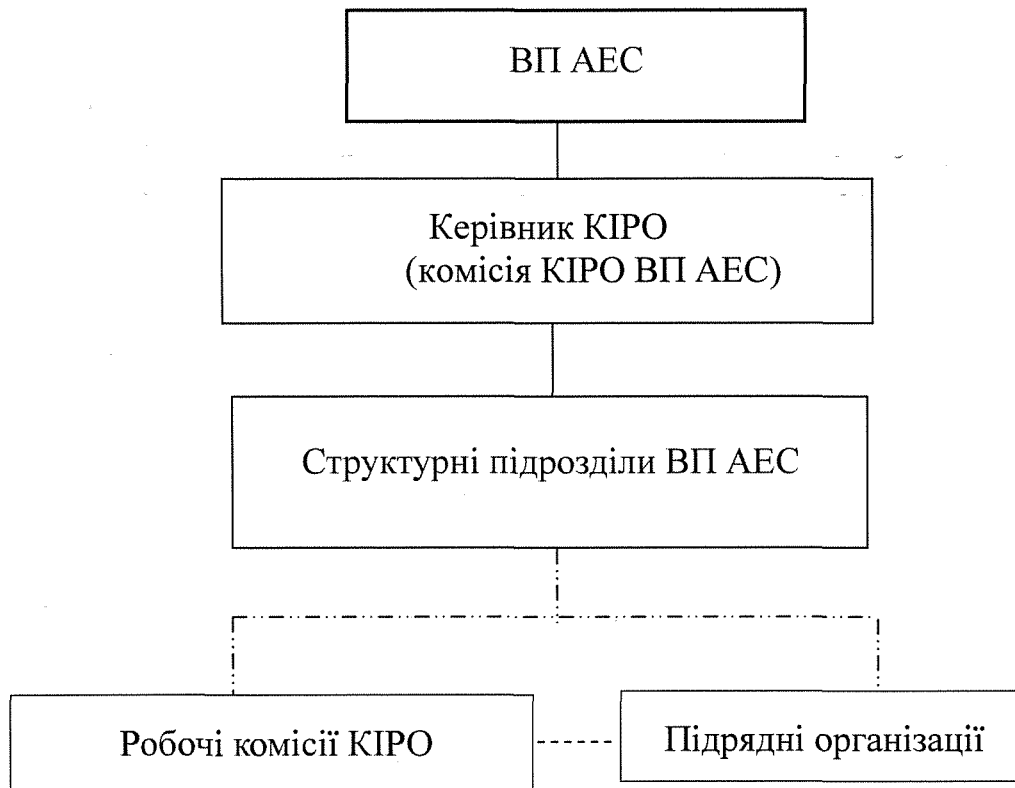 ВП АЕС
Керівник КІРО
(комісія КІРО ВП АЕС)
Структурні підрозділи ВП АЕС
Робочі комісії КІРО
Підрядні організації